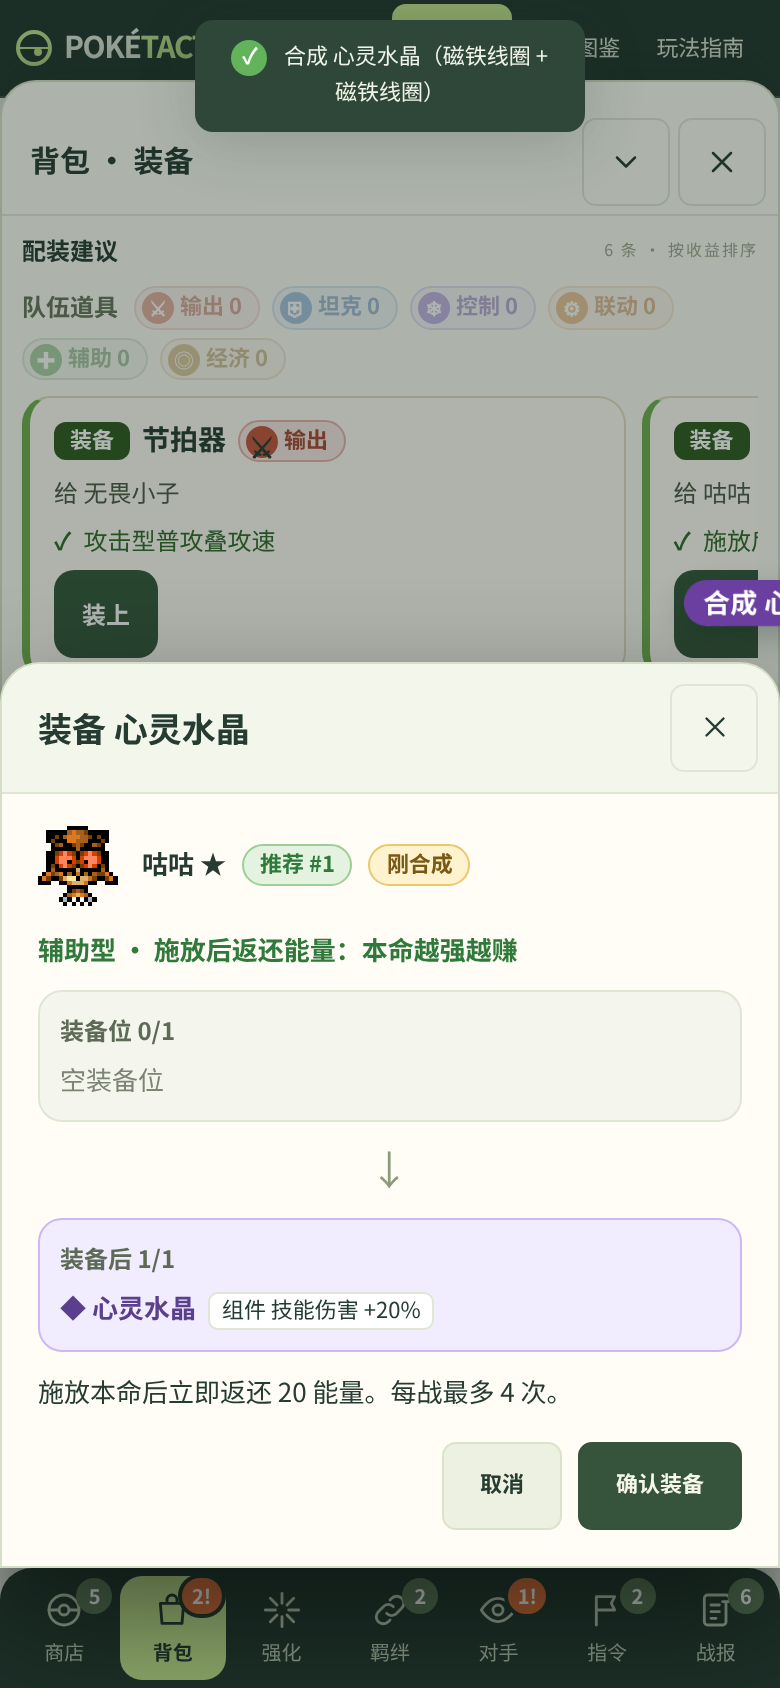 POKÉTAC
图鉴
玩法指南
合成 心灵水晶（磁铁线圈 +
磁铁线圈）
背包 · 装备
配装建议
6 条 · 按收益排序
队伍道具 输出 0 坦克 0 控制 0 联动 0
辅助 0 经济 0
装备 节拍器 输出
给 无畏小子
✓ 攻击型普攻叠攻速
装上
装备
给 咕咕
✓ 施放
合成
装备 心灵水晶
咕咕 ★ 推荐 #1 刚合成
辅助型 · 施放后返还能量：本命越强越赚
装备位 0/1
空装备位
↓
装备后 1/1
◆ 心灵水晶 组件 技能伤害 +20%
施放本命后立即返还 20 能量。每战最多 4 次。
取消 确认装备
5 2! 2 1! 2 6
商店 背包 强化 羁绊 对手 指令 战报